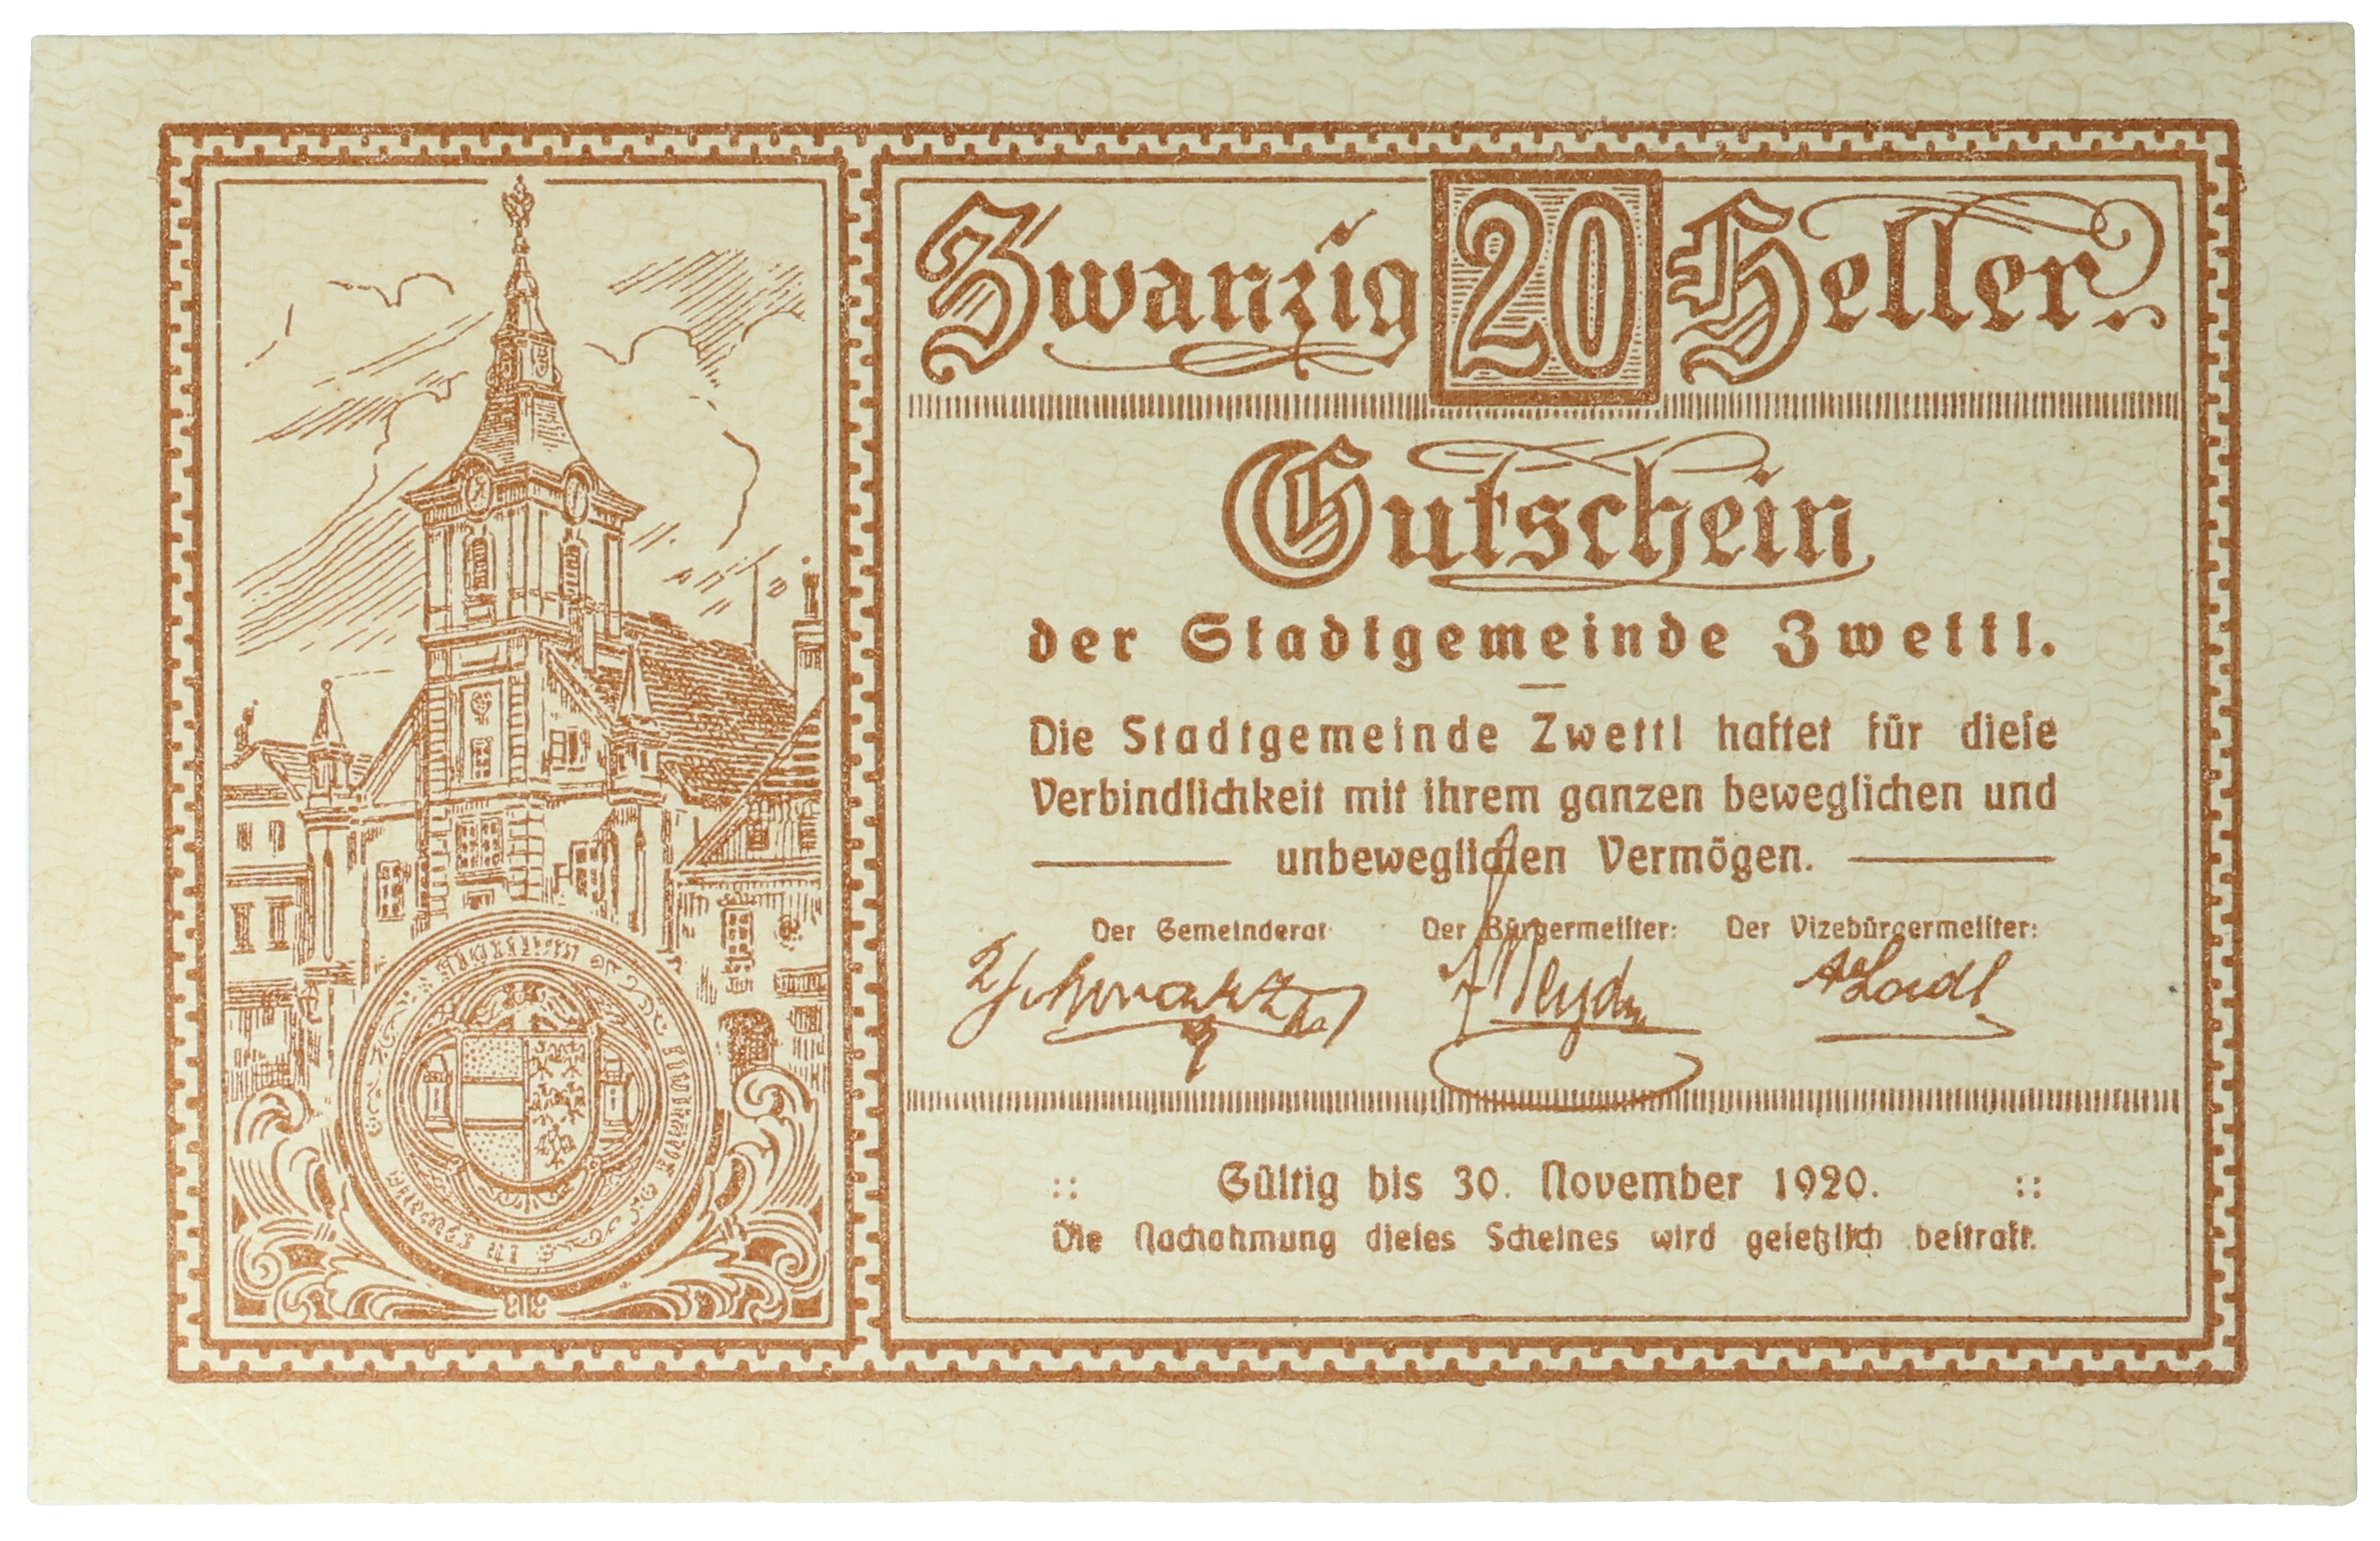 Zwanzig 20 Heller.
Gutschein
der Stadtgemeinde Zwettl.
Die Stadtgemeinde Zwettl haftet für dieſe
Verbindlichkeit mit ihrem ganzen beweglichen und
unbeweglichen Vermögen.
Der Gemeinderat Der Bürgermeiſter: Der Vizebürgermeiſter:
Schwarz Loidl
:: Gültig bis 30. November 1920. ::
Die Nachahmung dieſes Scheines wird geſetzlich beſtraft.